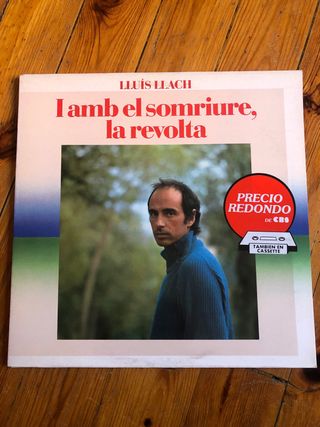 LLUÍS LLACH
I amb el somriure,
la revolta
PRECIO
REDONDO
DE CBS
TAMBIEN EN
CASSETTE